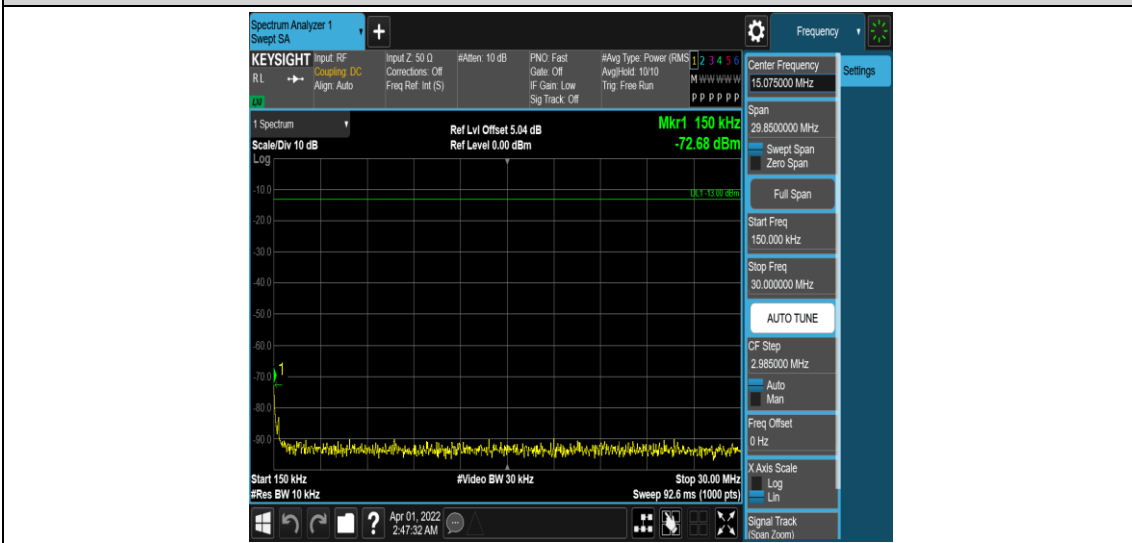 Spectrum Analyzer 1
Swept SA
+
Frequency
KEYSIGHT
RL
LXI
Input: RF
Coupling: DC
Align: Auto
Input Z: 50 Ω
Corrections: Off
Freq Ref: Int (S)
#Atten: 10 dB
PNO: Fast
Gate: Off
IF Gain: Low
Sig Track: Off
#Avg Type: Power (RMS
Avg|Hold: 10/10
Trig: Free Run
1 2 3 4 5 6
M W W W W W
P P P P P P
1 Spectrum
Scale/Div 10 dB
Ref Lvl Offset 5.04 dB
Ref Level 0.00 dBm
Mkr1 150 kHz
-72.68 dBm
Log
-10.0
-20.0
-30.0
-40.0
-50.0
-60.0
-70.0
-80.0
-90.0
DL1 -13.00 dBm
1
Start 150 kHz
#Res BW 10 kHz
#Video BW 30 kHz
Stop 30.00 MHz
Sweep 92.6 ms (1000 pts)
?
Apr 01, 2022
2:47:32 AM
Center Frequency
15.075000 MHz
Settings
Span
29.8500000 MHz
Swept Span
Zero Span
Full Span
Start Freq
150.000 kHz
Stop Freq
30.000000 MHz
AUTO TUNE
CF Step
2.985000 MHz
Auto
Man
Freq Offset
0 Hz
X Axis Scale
Log
Lin
Signal Track
(Span Zoom)